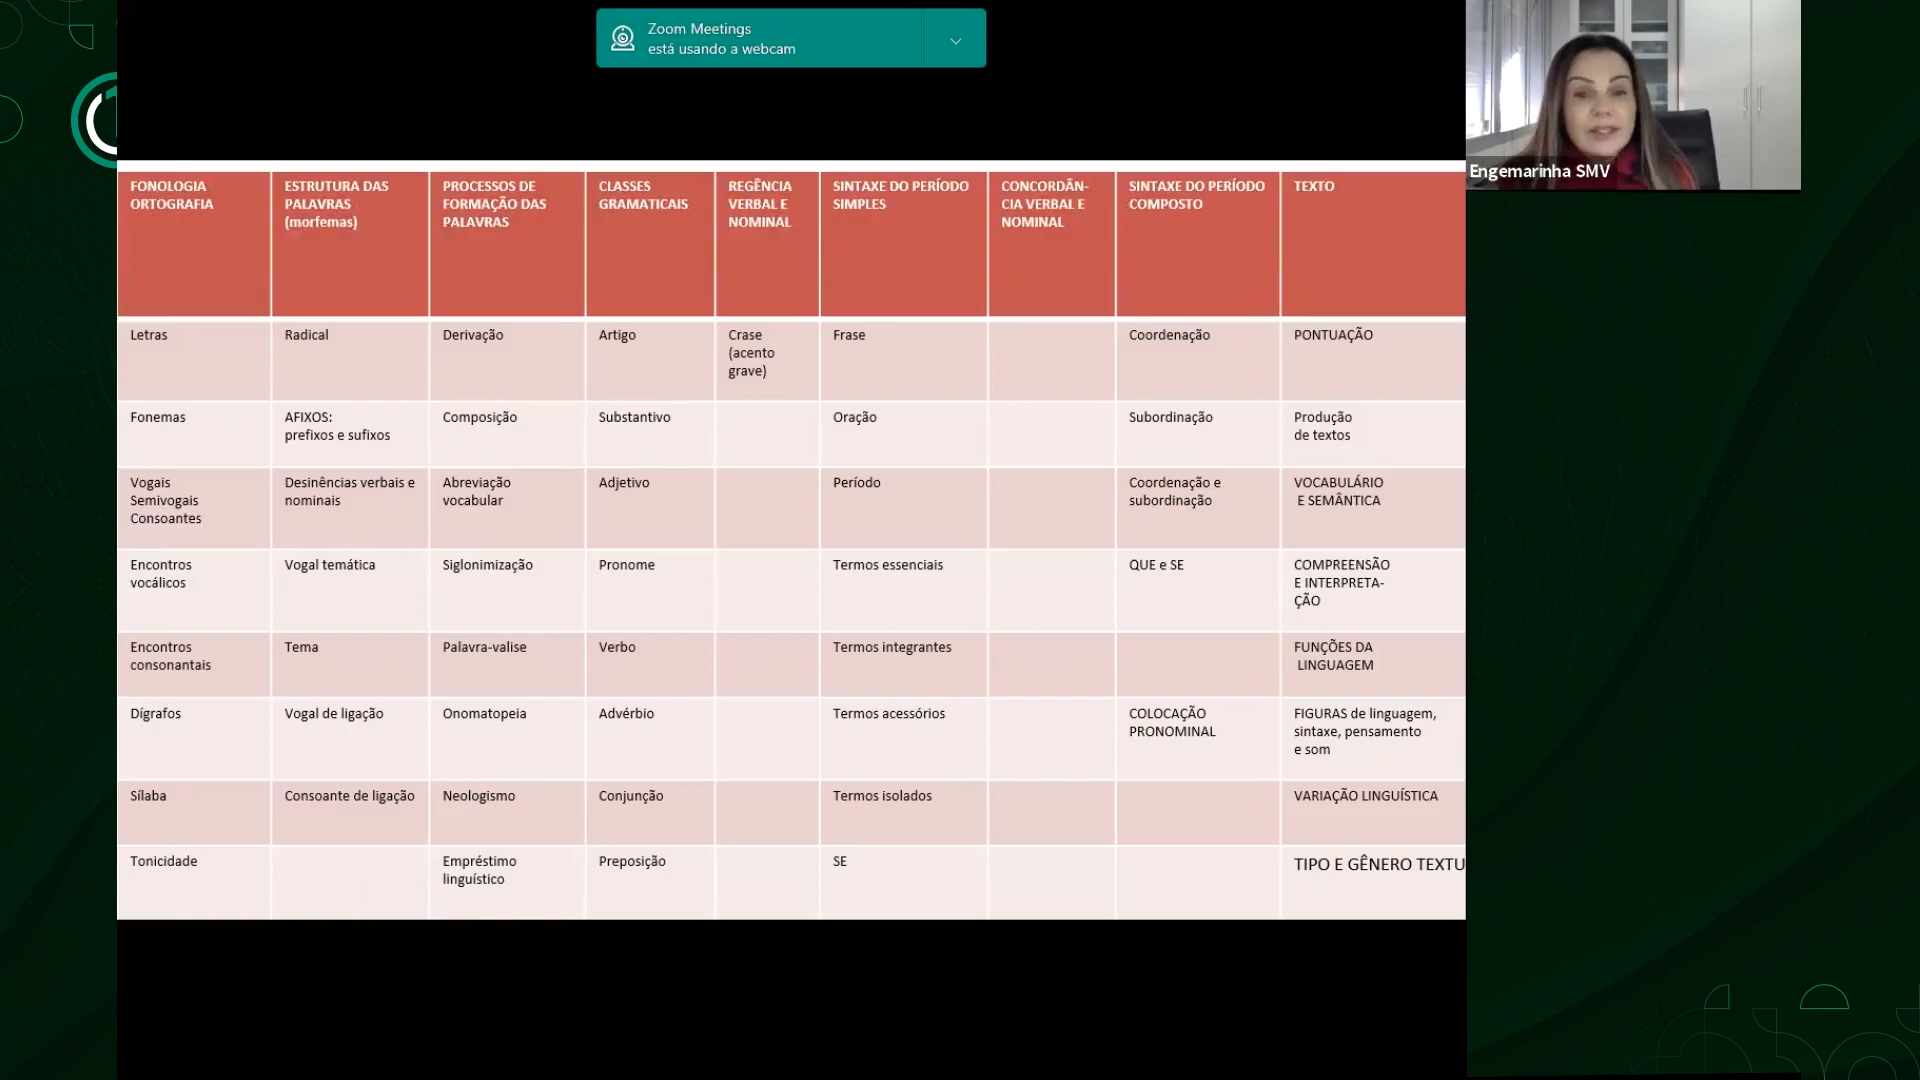 Zoom Meetings
está usando a webcam
Engemarinha SMV
FONOLOGIA
ORTOGRAFIA
ESTRUTURA DAS
PALAVRAS
(morfemas)
PROCESSOS DE
FORMAÇÃO DAS
PALAVRAS
CLASSES
GRAMATICAIS
REGÊNCIA
VERBAL E
NOMINAL
SINTAXE DO PERÍODO
SIMPLES
CONCORDÂN-
CIA VERBAL E
NOMINAL
SINTAXE DO PERÍODO
COMPOSTO
TEXTO
Letras
Radical
Derivação
Artigo
Crase
(acento
grave)
Frase
Coordenação
PONTUAÇÃO
Fonemas
AFIXOS:
prefixos e sufixos
Composição
Substantivo
Oração
Subordinação
Produção
de textos
Vogais
Semivogais
Consoantes
Desinências verbais e
nominais
Abreviação
vocabular
Adjetivo
Período
Coordenação e
subordinação
VOCABULÁRIO
E SEMÂNTICA
Encontros
vocálicos
Vogal temática
Siglonimização
Pronome
Termos essenciais
QUE e SE
COMPREENSÃO
E INTERPRETA-
ÇÃO
Encontros
consonantais
Tema
Palavra-valise
Verbo
Termos integrantes
FUNÇÕES DA
LINGUAGEM
Dígrafos
Vogal de ligação
Onomatopeia
Advérbio
Termos acessórios
COLOCAÇÃO
PRONOMINAL
FIGURAS de linguagem,
sintaxe, pensamento
e som
Sílaba
Consoante de ligação
Neologismo
Conjunção
Termos isolados
VARIAÇÃO LINGUÍSTICA
Tonicidade
Empréstimo
linguístico
Preposição
SE
TIPO E GÊNERO TEXTU